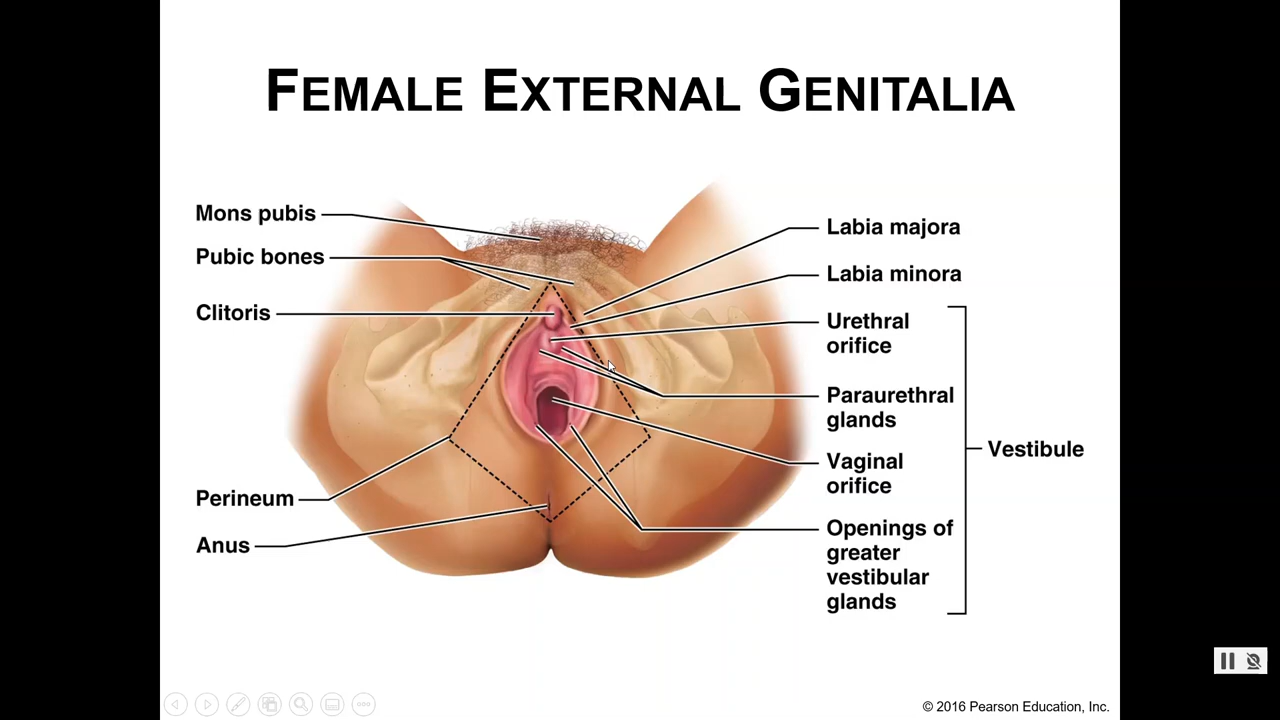 FEMALE EXTERNAL GENITALIA
Mons pubis
Pubic bones
Clitoris
Perineum
Anus
Labia majora
Labia minora
Urethral
orifice
Paraurethral
glands
Vaginal
orifice
Openings of
greater
vestibular
glands
Vestibule
© 2016 Pearson Education, Inc.